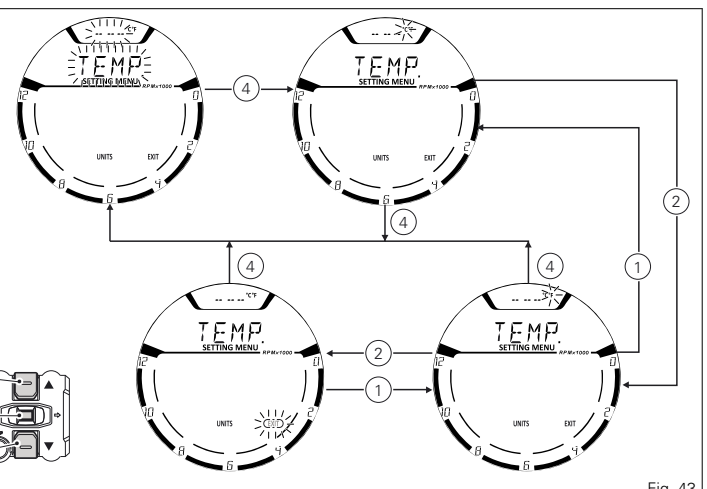 -- --- °C°F
TEMP.
SETTING MENU
RPMx1000
12 0
10 2
UNITS EXIT
8 4
6
4
-- --- °C°F
TEMP.
SETTING MENU
RPMx1000
12 0
10 2
UNITS EXIT
8 4
6
4
2
1
4
4
-- --- °C°F
TEMP.
SETTING MENU
RPMx1000
12 0
10 2
UNITS EXIT
8 4
6
2
1
-- --- °C°F
TEMP.
SETTING MENU
RPMx1000
12 0
10 2
UNITS EXIT
8 4
6
Fig. 43